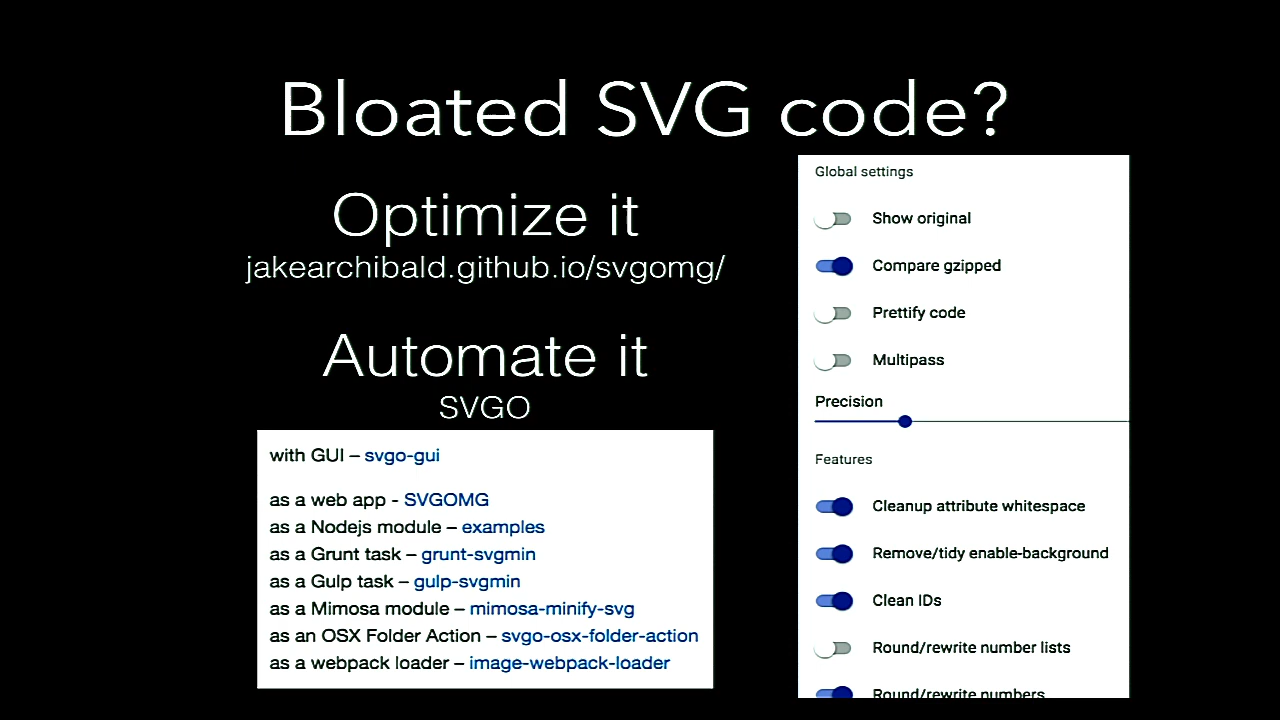 Bloated SVG code?
Optimize it
jakearchibald.github.io/svgomg/
Automate it
SVGO
with GUI – svgo-gui
as a web app - SVGOMG
as a Nodejs module – examples
as a Grunt task – grunt-svgmin
as a Gulp task – gulp-svgmin
as a Mimosa module – mimosa-minify-svg
as an OSX Folder Action – svgo-osx-folder-action
as a webpack loader – image-webpack-loader
Global settings
Show original
Compare gzipped
Prettify code
Multipass
Precision
Features
Cleanup attribute whitespace
Remove/tidy enable-background
Clean IDs
Round/rewrite number lists
Round/rewrite numbers